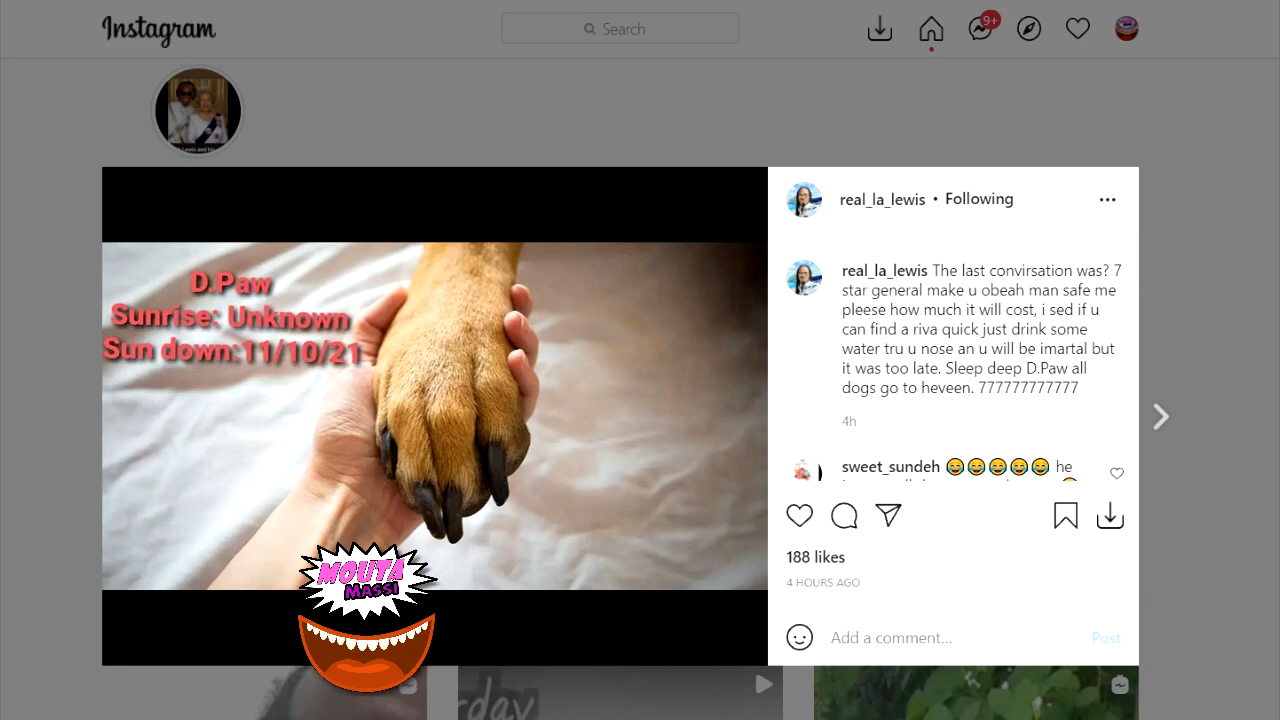 Instagram
Search
9+
D.Paw
Sunrise: Unknown
Sun down:11/10/21
MOUTA
MASSI
real_la_lewis • Following
real_la_lewis The last convirsation was? 7
star general make u obeah man safe me
pleese how much it will cost, i sed if u
can find a riva quick just drink some
water tru u nose an u will be imartal but
it was too late. Sleep deep D.Paw all
dogs go to heveen. 777777777777
4h
sweet_sundeh 😂😂😂😂😂 he
188 likes
4 HOURS AGO
Add a comment...
Post
rday